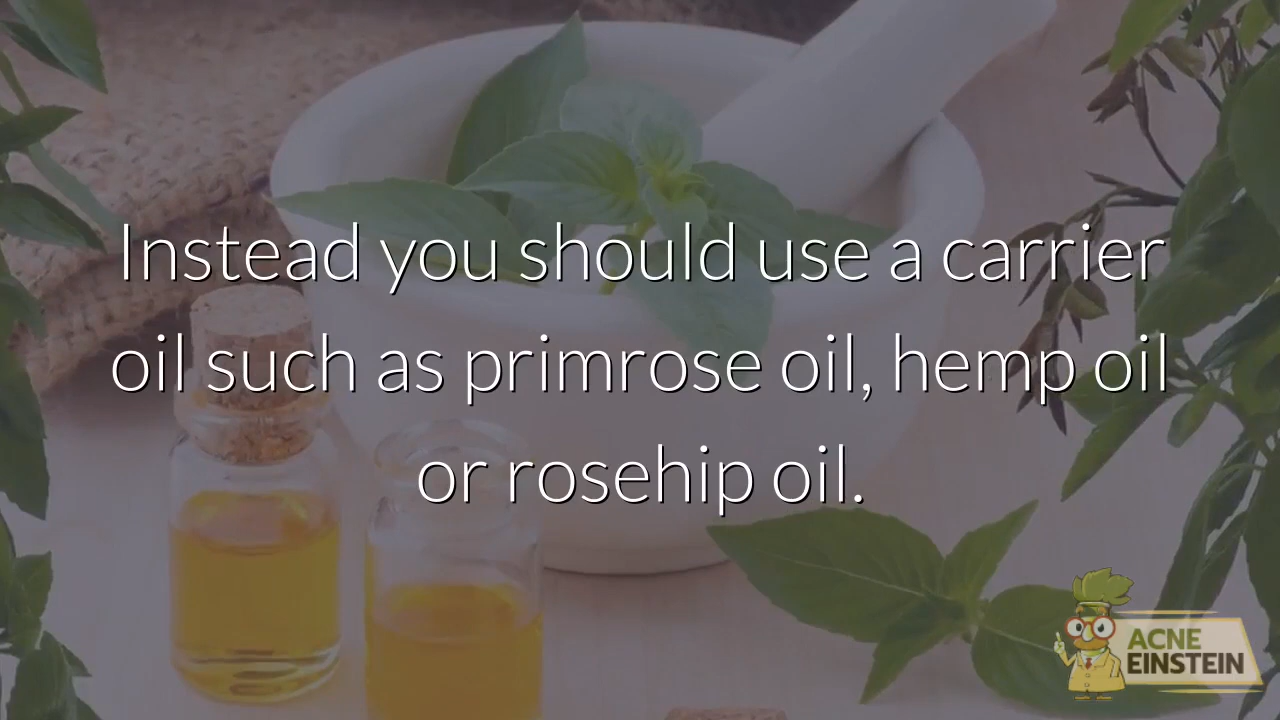 Instead you should use a carrier
oil such as primrose oil, hemp oil
or rosehip oil.
ACNE
EINSTEIN